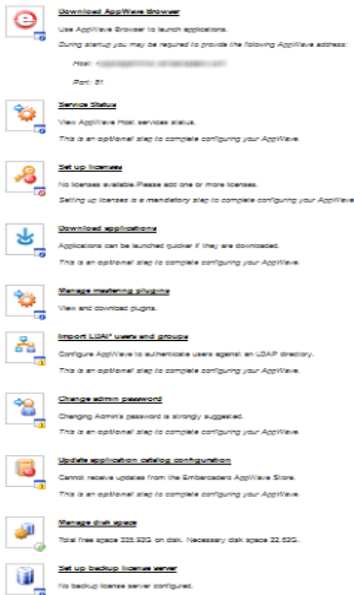 Download AppWave Browser
Use AppWave Browser to launch applications.
During startup you may be required to provide the following AppWave address:
Host:
Port: 81
Service Status
View AppWave Host services status.
This is an optional step to complete configuring your AppWave.
Set up licenses
No licenses available.Please add one or more licenses.
Setting up licenses is a mandatory step to complete configuring your AppWave
Download applications
Applications can be launched quicker if they are downloaded.
This is an optional step to complete configuring your AppWave.
Manage mastering plugins
View and download plugins.
Import LDAP users and groups
Configure AppWave to authenticate users against an LDAP directory.
This is an optional step to complete configuring your AppWave.
Change admin password
Changing Admin's password is strongly suggested.
This is an optional step to complete configuring your AppWave.
Update application catalog configuration
Cannot receive updates from the Embarcadero AppWave Store.
This is an optional step to complete configuring your AppWave.
Manage disk space
Total free space on disk. Necessary disk space
Set up backup license server
No backup license server configured.